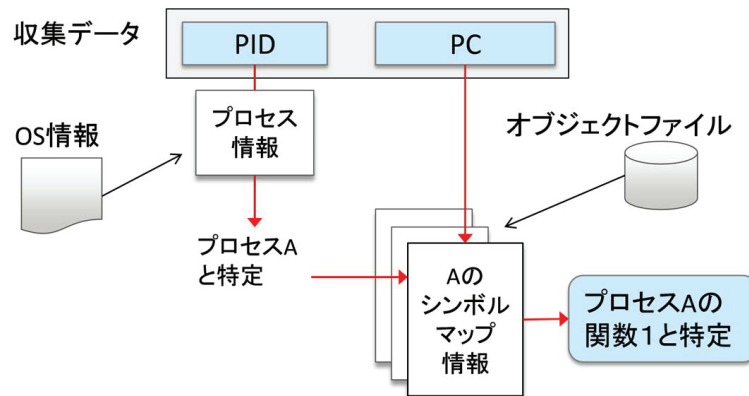 収集データ
PID
PC
プロセス
情報
OS情報
オブジェクトファイル
プロセスA
と特定
Aの
シンボル
マップ
情報
プロセスAの
関数1と特定